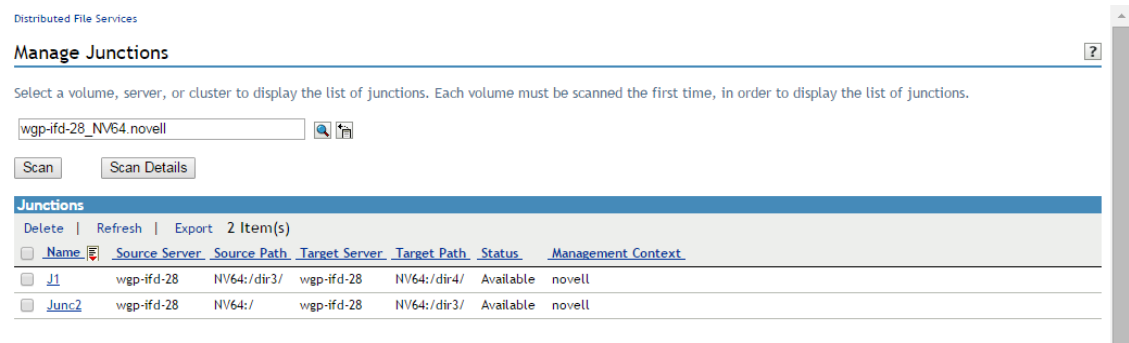 Distributed File Services
Manage Junctions
?
Select a volume, server, or cluster to display the list of junctions. Each volume must be scanned the first time, in order to display the list of junctions.
wgp-ifd-28_NV64.novell
Scan Scan Details
Junctions
Delete | Refresh | Export 2 Item(s)
Name Source Server Source Path Target Server Target Path Status Management Context
J1 wgp-ifd-28 NV64:/dir3/ wgp-ifd-28 NV64:/dir4/ Available novell
Junc2 wgp-ifd-28 NV64:/ wgp-ifd-28 NV64:/dir3/ Available novell